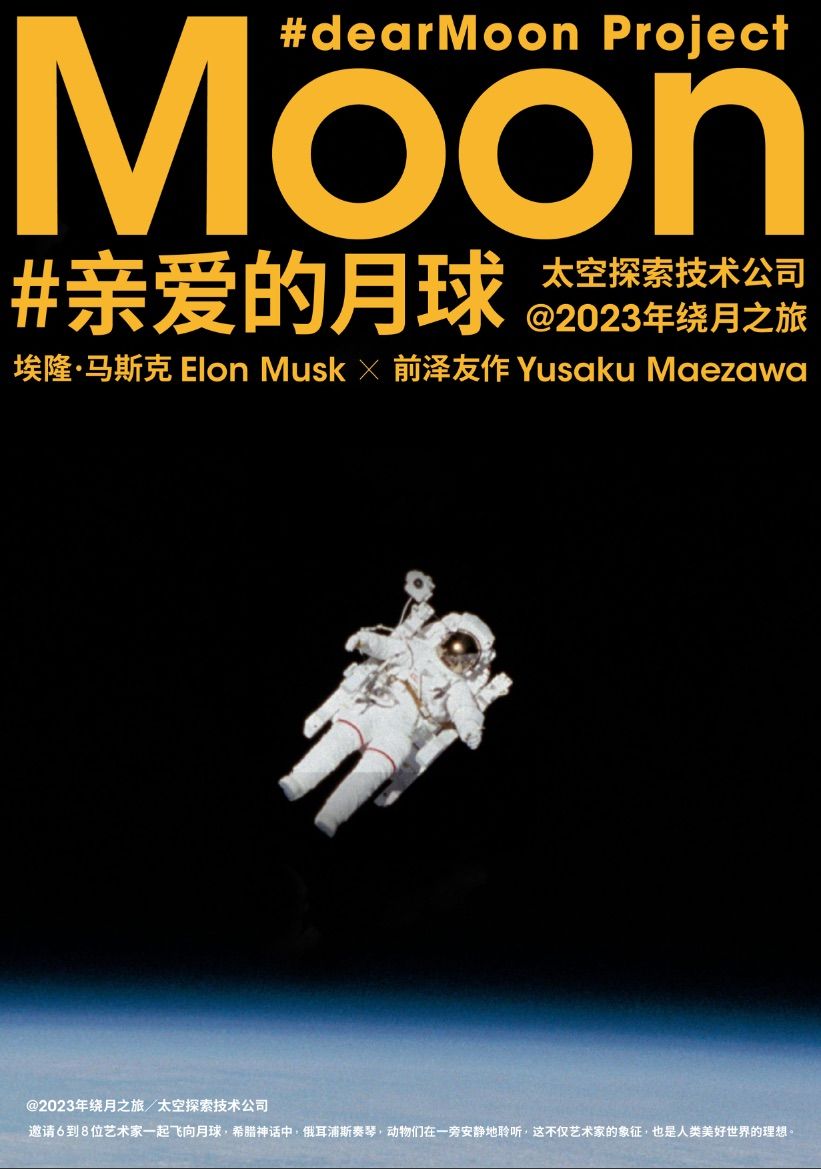 #dearMoon Project
Moon
#亲爱的月球
太空探索技术公司
@2023年绕月之旅
埃隆·马斯克 Elon Musk × 前泽友作 Yusaku Maezawa
@2023年绕月之旅／太空探索技术公司
邀请6到8位艺术家一起飞向月球，希腊神话中，俄耳浦斯奏琴，动物们在一旁安静地聆听，这不仅艺术家的象征，也是人类美好世界的理想。